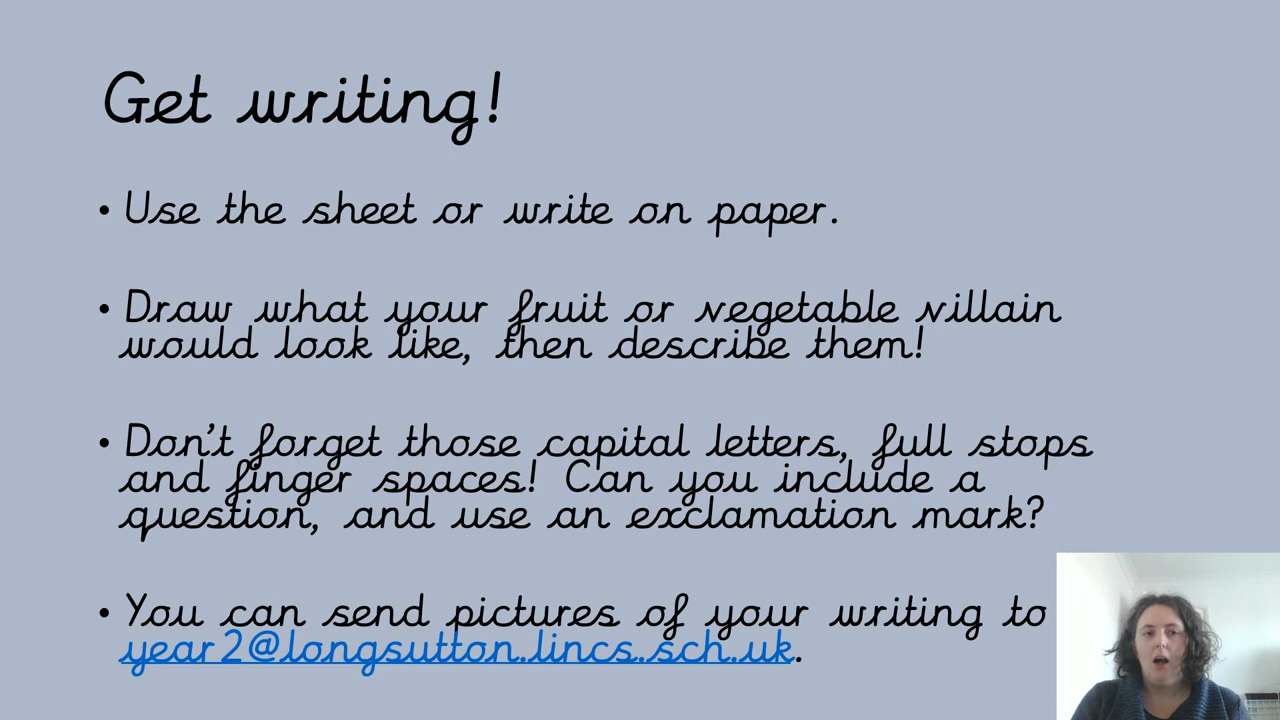 Get writing!
• Use the sheet or write on paper.
• Draw what your fruit or vegetable villain
would look like, then describe them!
• Don't forget those capital letters, full stops
and finger spaces! Can you include a
question, and use an exclamation mark?
• You can send pictures of your writing to
year2@longsutton.lincs.sch.uk.